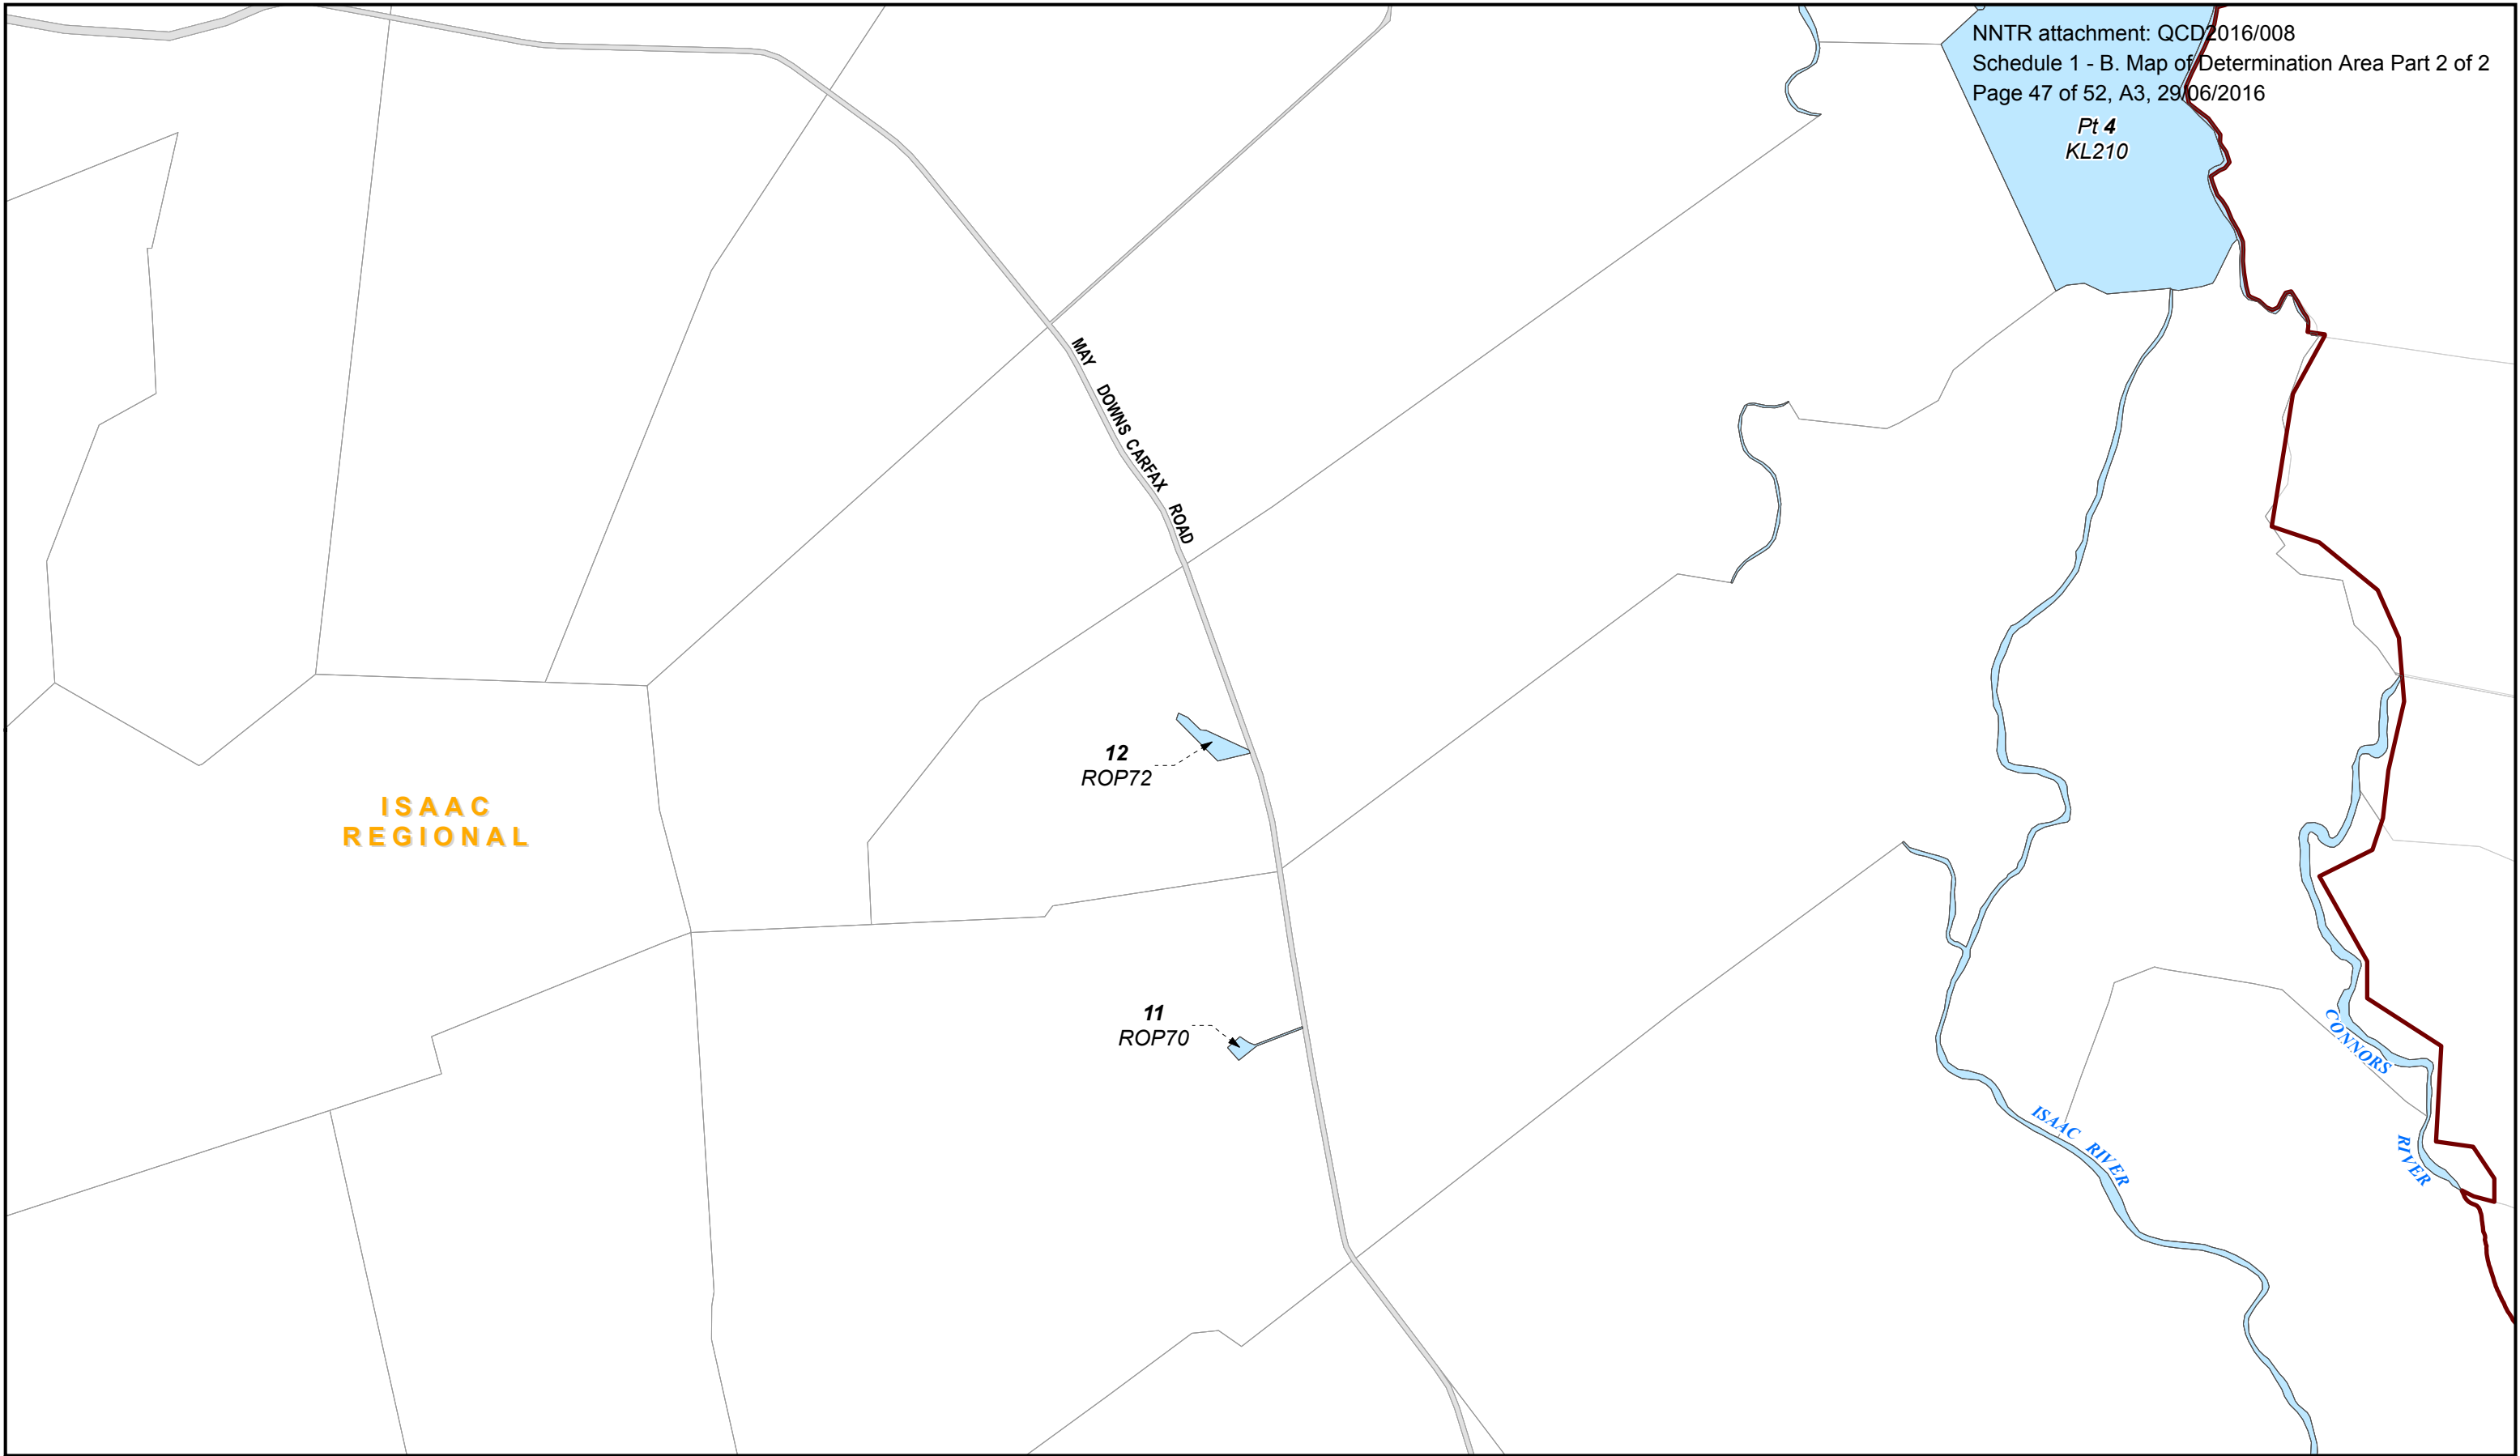 NNTR attachment: QCD2016/008
Schedule 1 - B. Map of Determination Area Part 2 of 2
Page 47 of 52, A3, 29/06/2016
Pt 4
KL210
MAY DOWNS CARFAX ROAD
12
ROP72
ISAAC
REGIONAL
11
ROP70
CONNORS RIVER
ISAAC RIVER